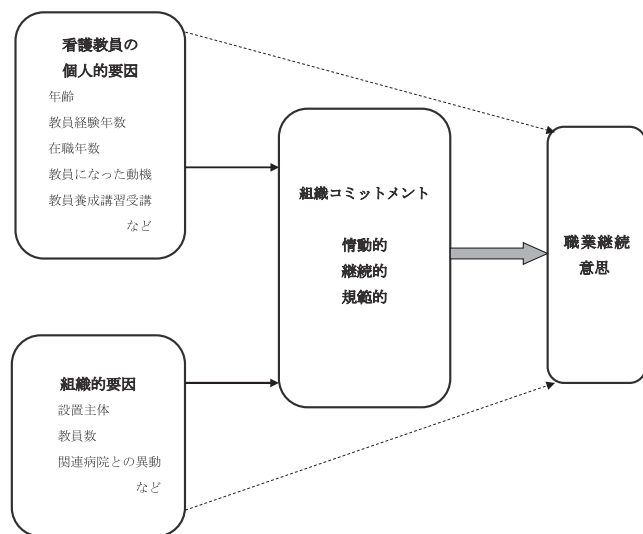 看護教員の
個人的要因
年齢
教員経験年数
在職年数
教員になった動機
教員養成講習受講
など
組織コミットメント
情動的
継続的
規範的
職業継続
意思
組織的要因
設置主体
教員数
関連病院との異動
など